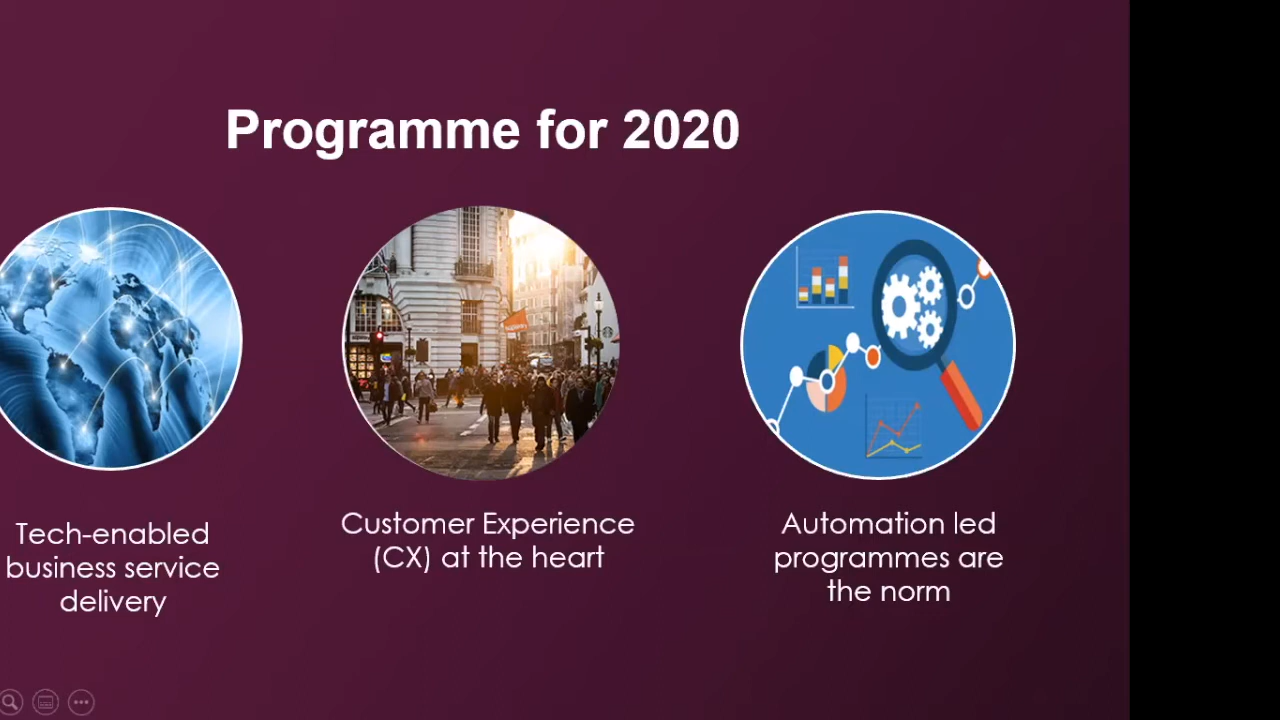 Programme for 2020
Tech-enabled
business service
delivery
Customer Experience
(CX) at the heart
Automation led
programmes are
the norm